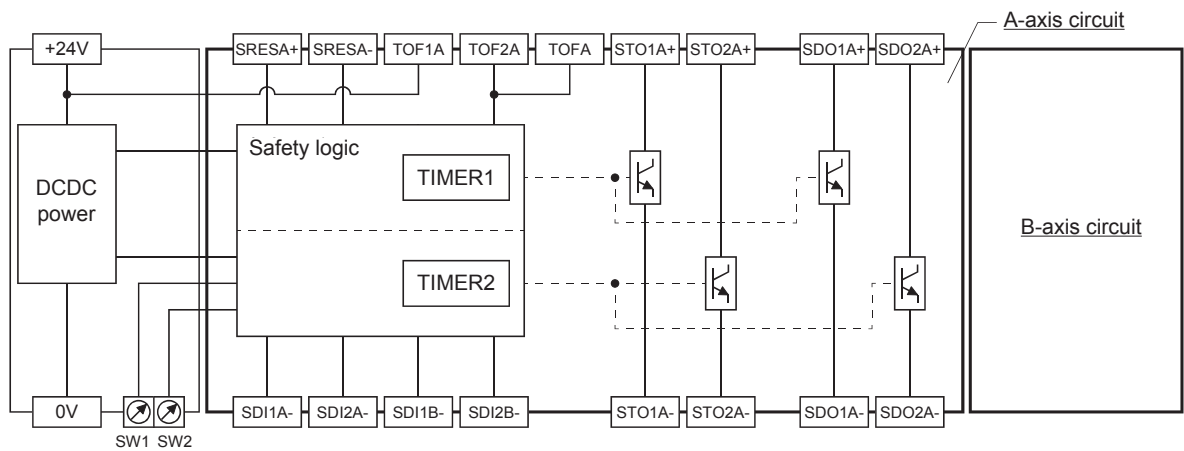 A-axis circuit
+24V
SRESA+ SRESA- TOF1A TOF2A TOFA STO1A+ STO2A+ SDO1A+ SDO2A+
Safety logic
TIMER1
DCDC
power
B-axis circuit
TIMER2
0V
SDI1A- SDI2A- SDI1B- SDI2B- STO1A- STO2A- SDO1A- SDO2A-
SW1 SW2